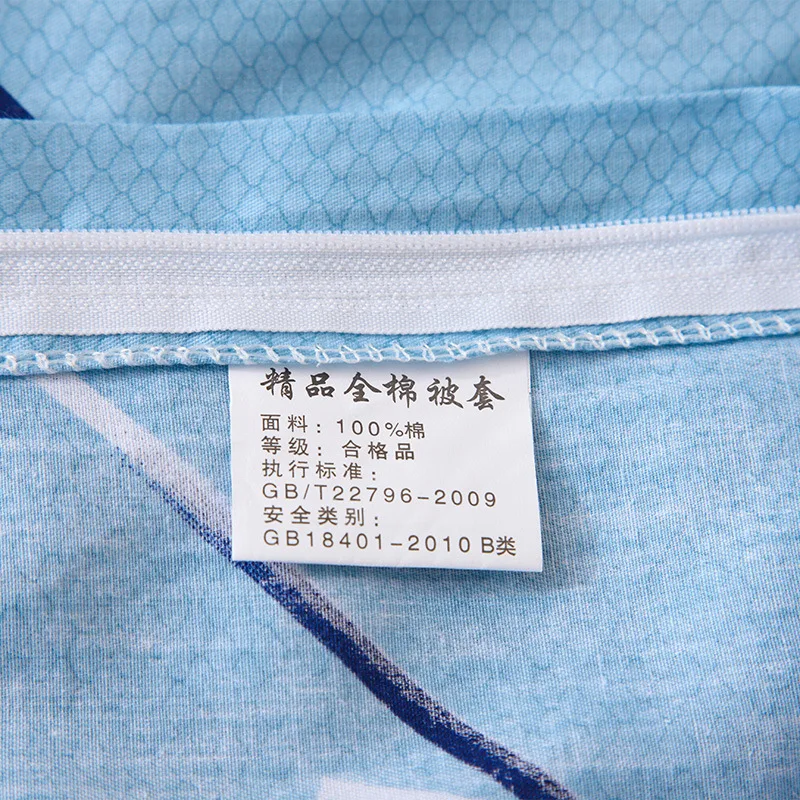 精品全棉被套
面料：100%棉
等级：合格品
执行标准：
GB/T22796-2009
安全类别：
GB18401-2010 B类